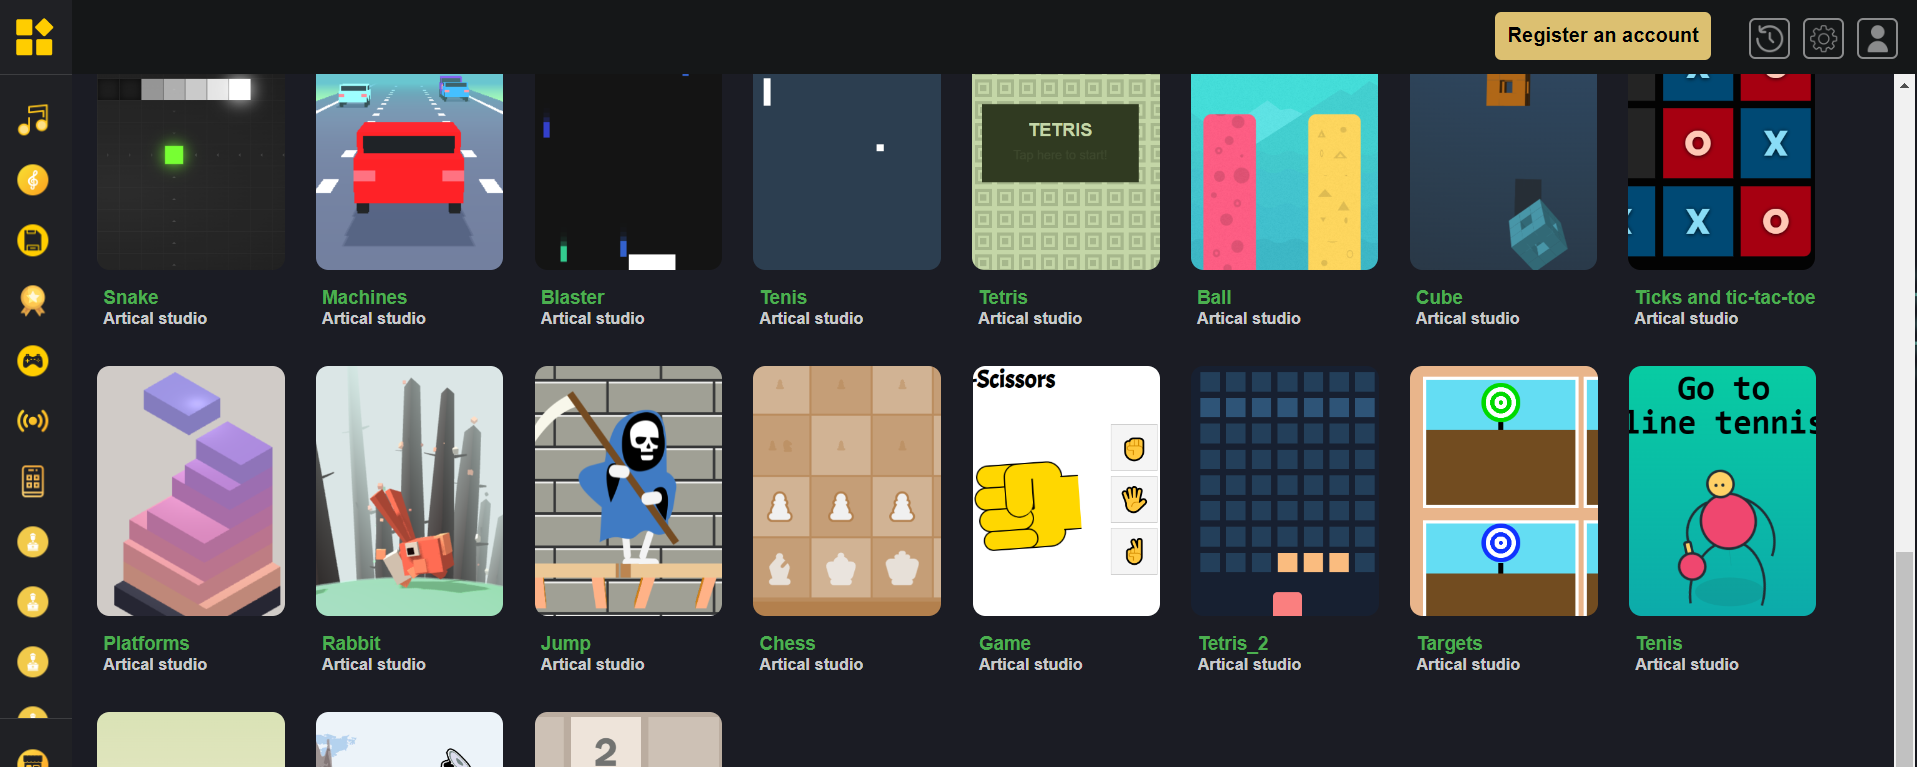 Register an account
TETRIS
Tap here to start!
X O
O X
X X O
Snake
Artical studio
Machines
Artical studio
Blaster
Artical studio
Tenis
Artical studio
Tetris
Artical studio
Ball
Artical studio
Cube
Artical studio
Ticks and tic-tac-toe
Artical studio
-Scissors
Go to
line tennis
Platforms
Artical studio
Rabbit
Artical studio
Jump
Artical studio
Chess
Artical studio
Game
Artical studio
Tetris_2
Artical studio
Targets
Artical studio
Tenis
Artical studio
2